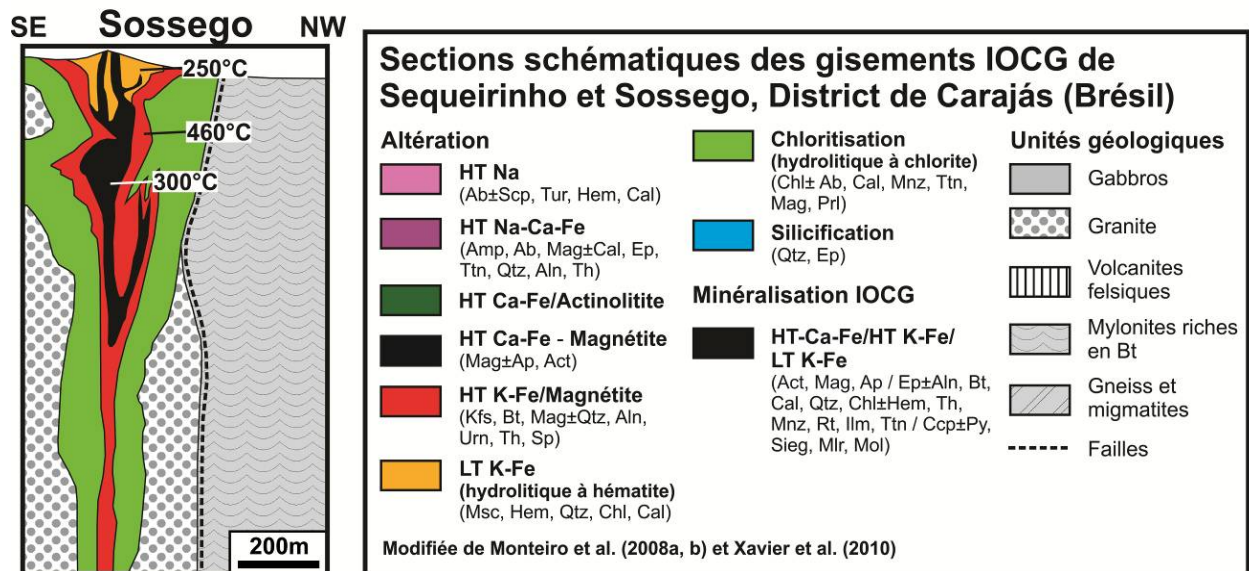 SE Sossego NW
250°C
460°C
300°C
200m
Sections schématiques des gisements IOCG de
Sequeirinho et Sossego, District de Carajás (Brésil)
Altération
HT Na
(Ab±Scp, Tur, Hem, Cal)
HT Na-Ca-Fe
(Amp, Ab, Mag±Cal, Ep,
Ttn, Qtz, Aln, Th)
HT Ca-Fe/Actinolitite
HT Ca-Fe - Magnétite
(Mag±Ap, Act)
HT K-Fe/Magnétite
(Kfs, Bt, Mag±Qtz, Aln,
Urn, Th, Sp)
LT K-Fe
(hydrolitique à hématite)
(Msc, Hem, Qtz, Chl, Cal)
Chloritisation
(hydrolitique à chlorite)
(Chl± Ab, Cal, Mnz, Ttn,
Mag, Prl)
Silicification
(Qtz, Ep)
Minéralisation IOCG
HT-Ca-Fe/HT K-Fe/
LT K-Fe
(Act, Mag, Ap / Ep±Aln, Bt,
Cal, Qtz, Chl±Hem, Th,
Mnz, Rt, Ilm, Ttn / Ccp±Py,
Sieg, Mlr, Mol)
Unités géologiques
Gabbros
Granite
Volcanites
felsiques
Mylonites riches
en Bt
Gneiss et
migmatites
Failles
Modifiée de Monteiro et al. (2008a, b) et Xavier et al. (2010)